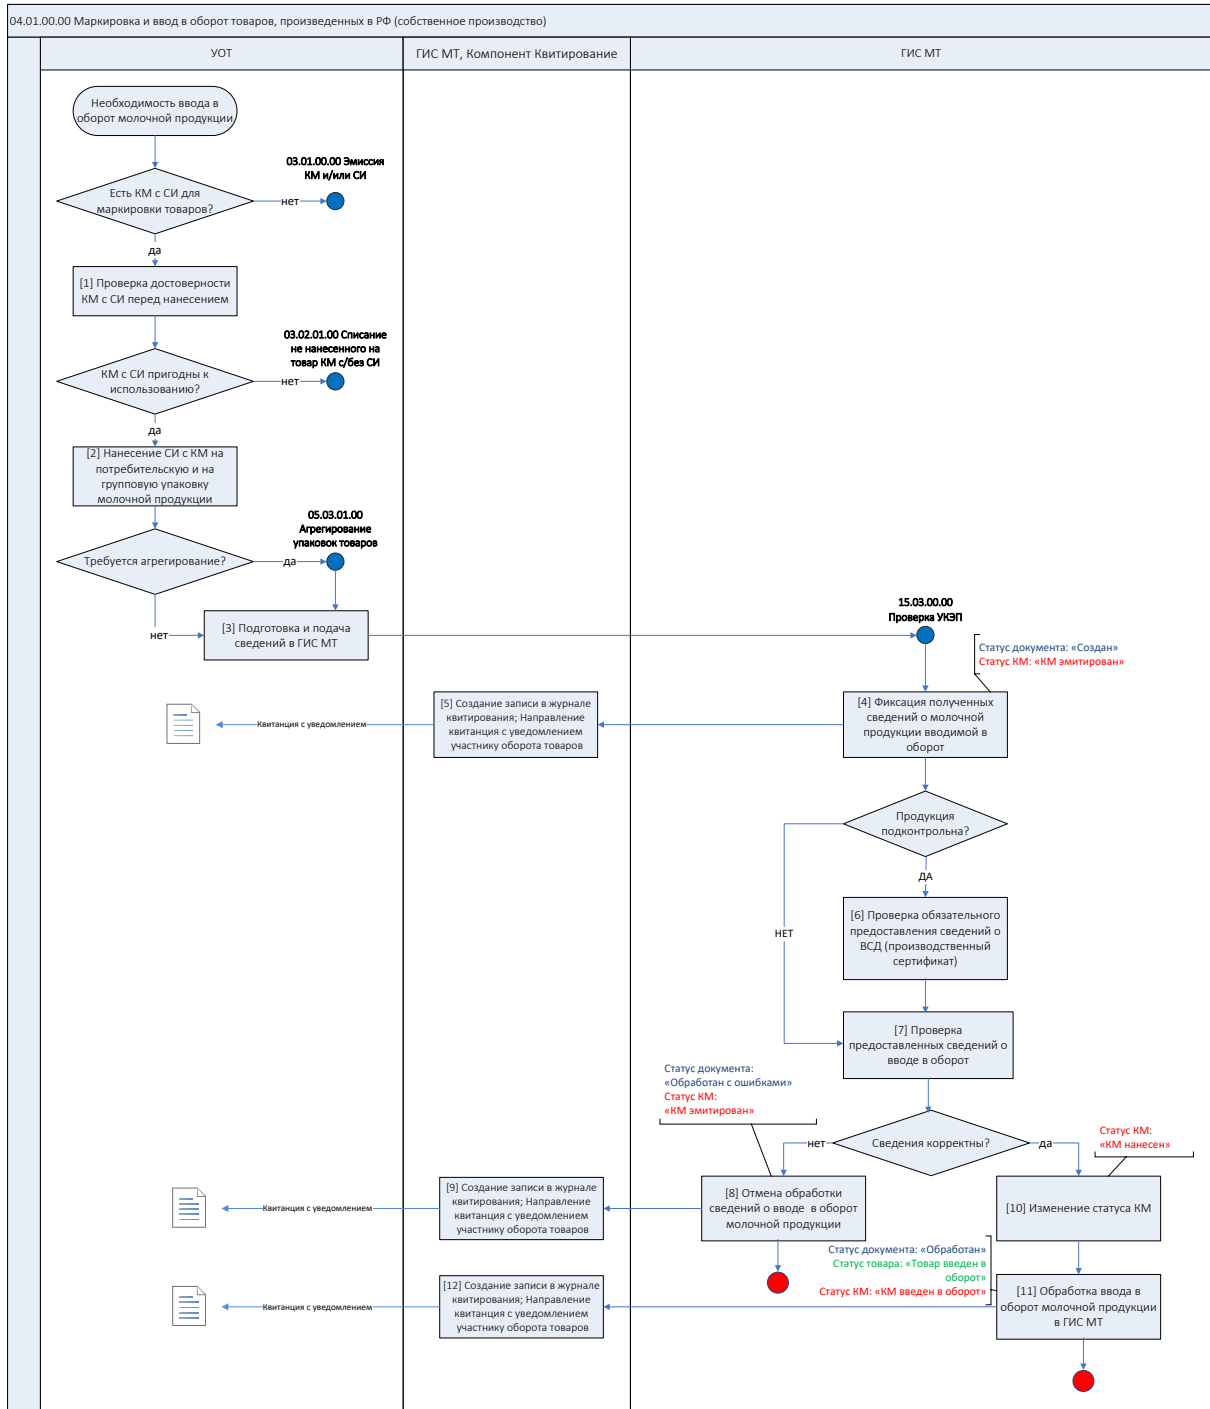 04.01.00.00 Маркировка и ввод в оборот товаров, произведенных в РФ (собственное производство)
УОТ
ГИС МТ, Компонент Квитирование
ГИС МТ
Необходимость ввода в
оборот молочной продукции
03.01.00.00 Эмиссия
КМ и/или СИ
Есть КМ с СИ для
маркировки товаров?
нет
да
[1] Проверка достоверности
КМ с СИ перед нанесением
03.02.01.00 Списание
не нанесенного на
товар КМ с/без СИ
КМ с СИ пригодны к
использованию?
нет
да
[2] Нанесение СИ с КМ на
потребительскую и на
групповую упаковку
молочной продукции
05.03.01.00
Агрегирование
упаковок товаров
Требуется агрегирование?
да
нет
[3] Подготовка и подача
сведений в ГИС МТ
15.03.00.00
Проверка УКЭП
Статус документа: «Создан»
Статус КМ: «КМ эмитирован»
[4] Фиксация полученных
сведений о молочной
продукции вводимой в
оборот
[5] Создание записи в журнале
квитирования; Направление
квитанция с уведомлением
участнику оборота товаров
Квитанция с уведомлением
Продукция
подконтрольна?
ДА
НЕТ
[6] Проверка обязательного
предоставления сведений о
ВСД (производственный
сертификат)
[7] Проверка
предоставленных сведений о
вводе в оборот
Статус документа:
«Обработан с ошибками»
Статус КМ:
«КМ эмитирован»
Сведения корректны?
нет
да
Статус КМ:
«КМ нанесен»
[8] Отмена обработки
сведений о вводе в оборот
молочной продукции
[9] Создание записи в журнале
квитирования; Направление
квитанция с уведомлением
участнику оборота товаров
Квитанция с уведомлением
[10] Изменение статуса КМ
Статус документа: «Обработан»
Статус товара: «Товар введен в
оборот»
Статус КМ: «КМ введен в оборот»
[11] Обработка ввода в
оборот молочной продукции
в ГИС МТ
[12] Создание записи в журнале
квитирования; Направление
квитанция с уведомлением
участнику оборота товаров
Квитанция с уведомлением